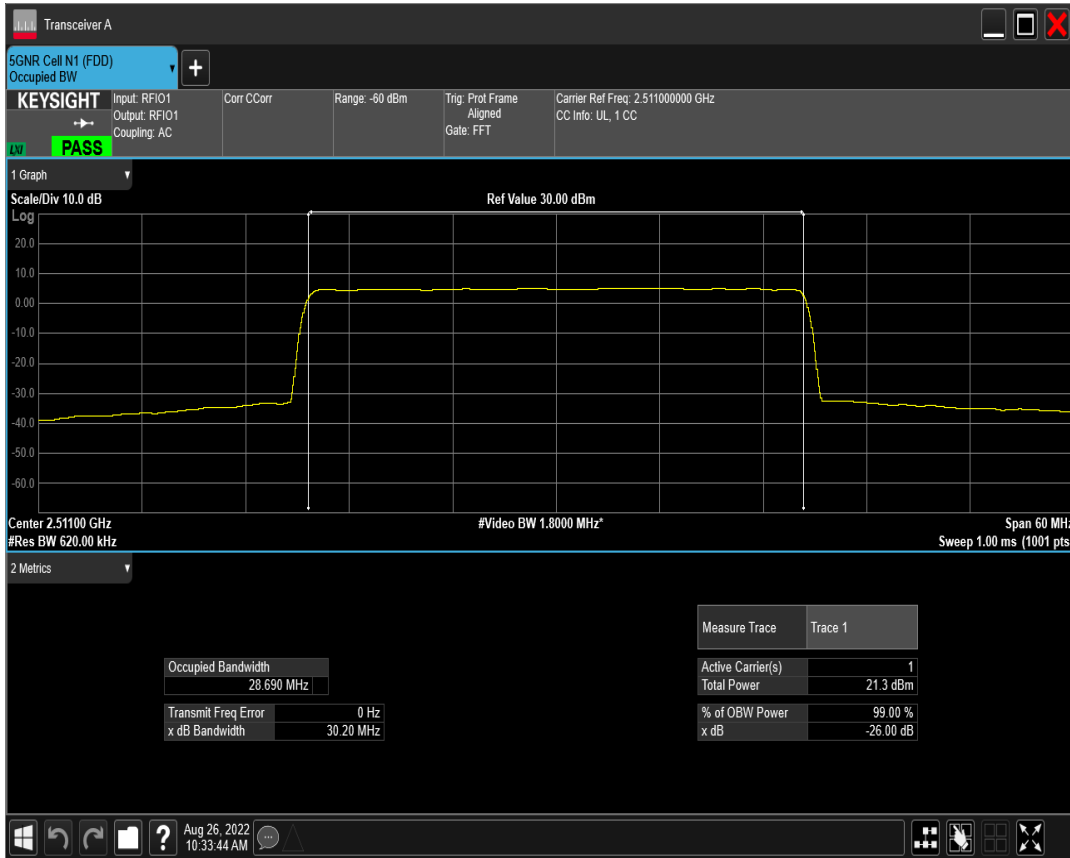 Transceiver A
5GNR Cell N1 (FDD)
Occupied BW
+
KEYSIGHT
LXI
PASS
Input: RFIO1
Output: RFIO1
Coupling: AC
Corr CCorr
Range: -60 dBm
Trig: Prot Frame
Aligned
Gate: FFT
Carrier Ref Freq: 2.511000000 GHz
CC Info: UL, 1 CC
1 Graph
Scale/Div 10.0 dB
Ref Value 30.00 dBm
Log
20.0
10.0
0.00
-10.0
-20.0
-30.0
-40.0
-50.0
-60.0
Center 2.51100 GHz
#Video BW 1.8000 MHz*
Span 60 MHz
#Res BW 620.00 kHz
Sweep 1.00 ms (1001 pts
2 Metrics
Measure Trace Trace 1
Occupied Bandwidth
28.690 MHz
Active Carrier(s) 1
Total Power 21.3 dBm
Transmit Freq Error 0 Hz
x dB Bandwidth 30.20 MHz
% of OBW Power 99.00 %
x dB -26.00 dB
?
Aug 26, 2022
10:33:44 AM